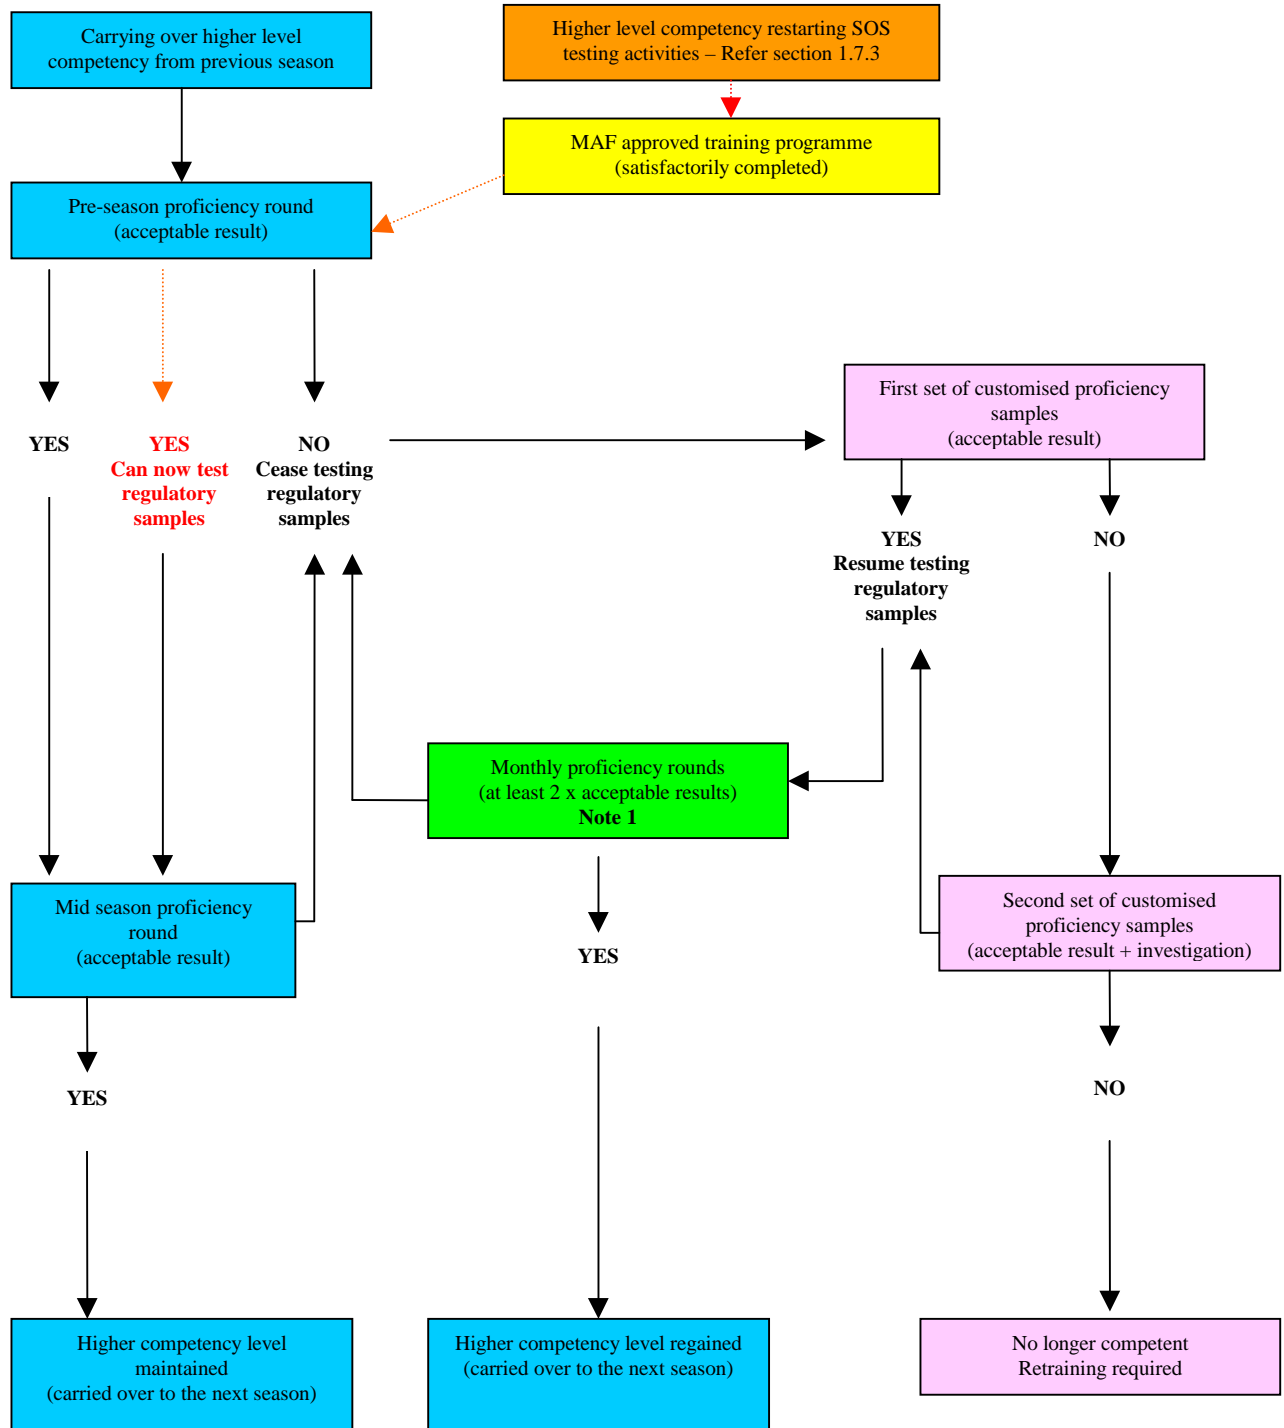 Carrying over higher level
competency from previous season
Higher level competency restarting SOS
testing activities – Refer section 1.7.3
MAF approved training programme
(satisfactorily completed)
Pre-season proficiency round
(acceptable result)
First set of customised proficiency
samples
(acceptable result)
YES
YES
Can now test
regulatory
samples
NO
Cease testing
regulatory
samples
YES
Resume testing
regulatory
samples
NO
Monthly proficiency rounds
(at least 2 x acceptable results)
Note 1
Mid season proficiency
round
(acceptable result)
Second set of customised
proficiency samples
(acceptable result + investigation)
YES
YES
NO
Higher competency level
maintained
(carried over to the next season)
Higher competency level regained
(carried over to the next season)
No longer competent
Retraining required